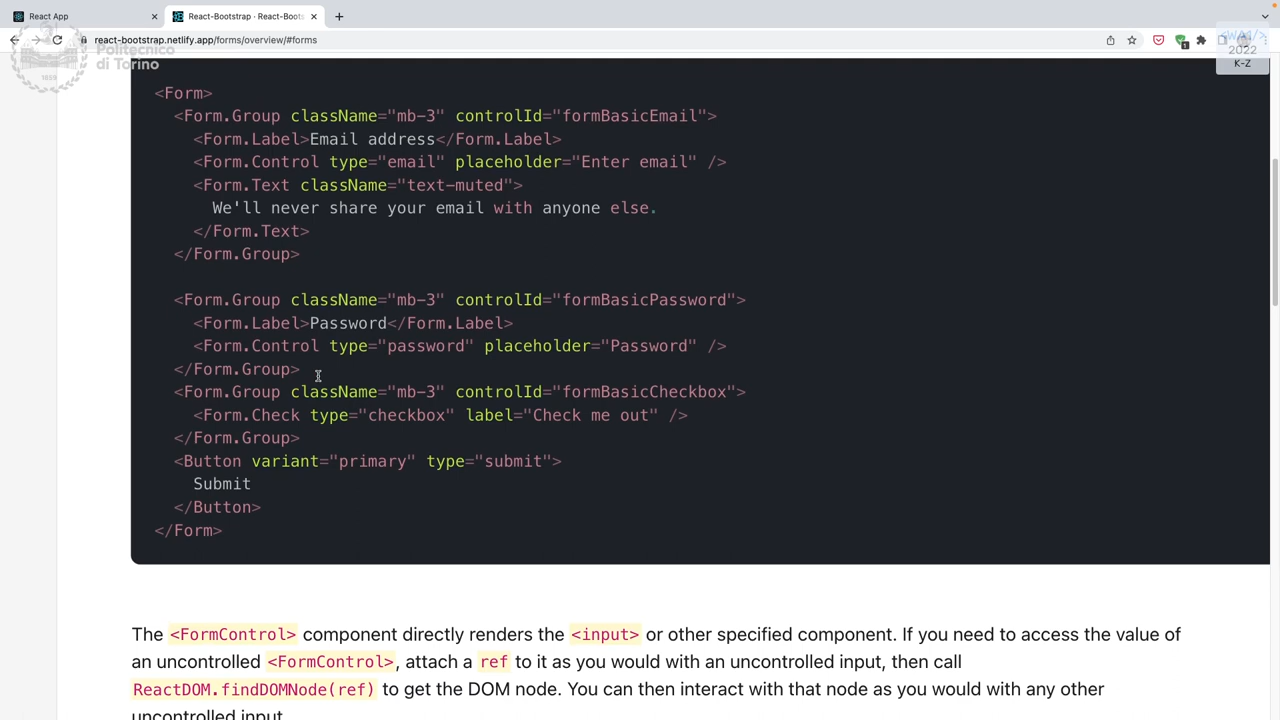 React App
React-Bootstrap · React-Boots
react-bootstrap.netlify.app/forms/overview/#forms
Politecnico
di Torino
1859
2022
K-Z
<Form>
<Form.Group className="mb-3" controlId="formBasicEmail">
<Form.Label>Email address</Form.Label>
<Form.Control type="email" placeholder="Enter email" />
<Form.Text className="text-muted">
We'll never share your email with anyone else.
</Form.Text>
</Form.Group>
<Form.Group className="mb-3" controlId="formBasicPassword">
<Form.Label>Password</Form.Label>
<Form.Control type="password" placeholder="Password" />
</Form.Group>
<Form.Group className="mb-3" controlId="formBasicCheckbox">
<Form.Check type="checkbox" label="Check me out" />
</Form.Group>
<Button variant="primary" type="submit">
Submit
</Button>
</Form>
The <FormControl> component directly renders the <input> or other specified component. If you need to access the value of
an uncontrolled <FormControl>, attach a ref to it as you would with an uncontrolled input, then call
ReactDOM.findDOMNode(ref) to get the DOM node. You can then interact with that node as you would with any other
uncontrolled input.